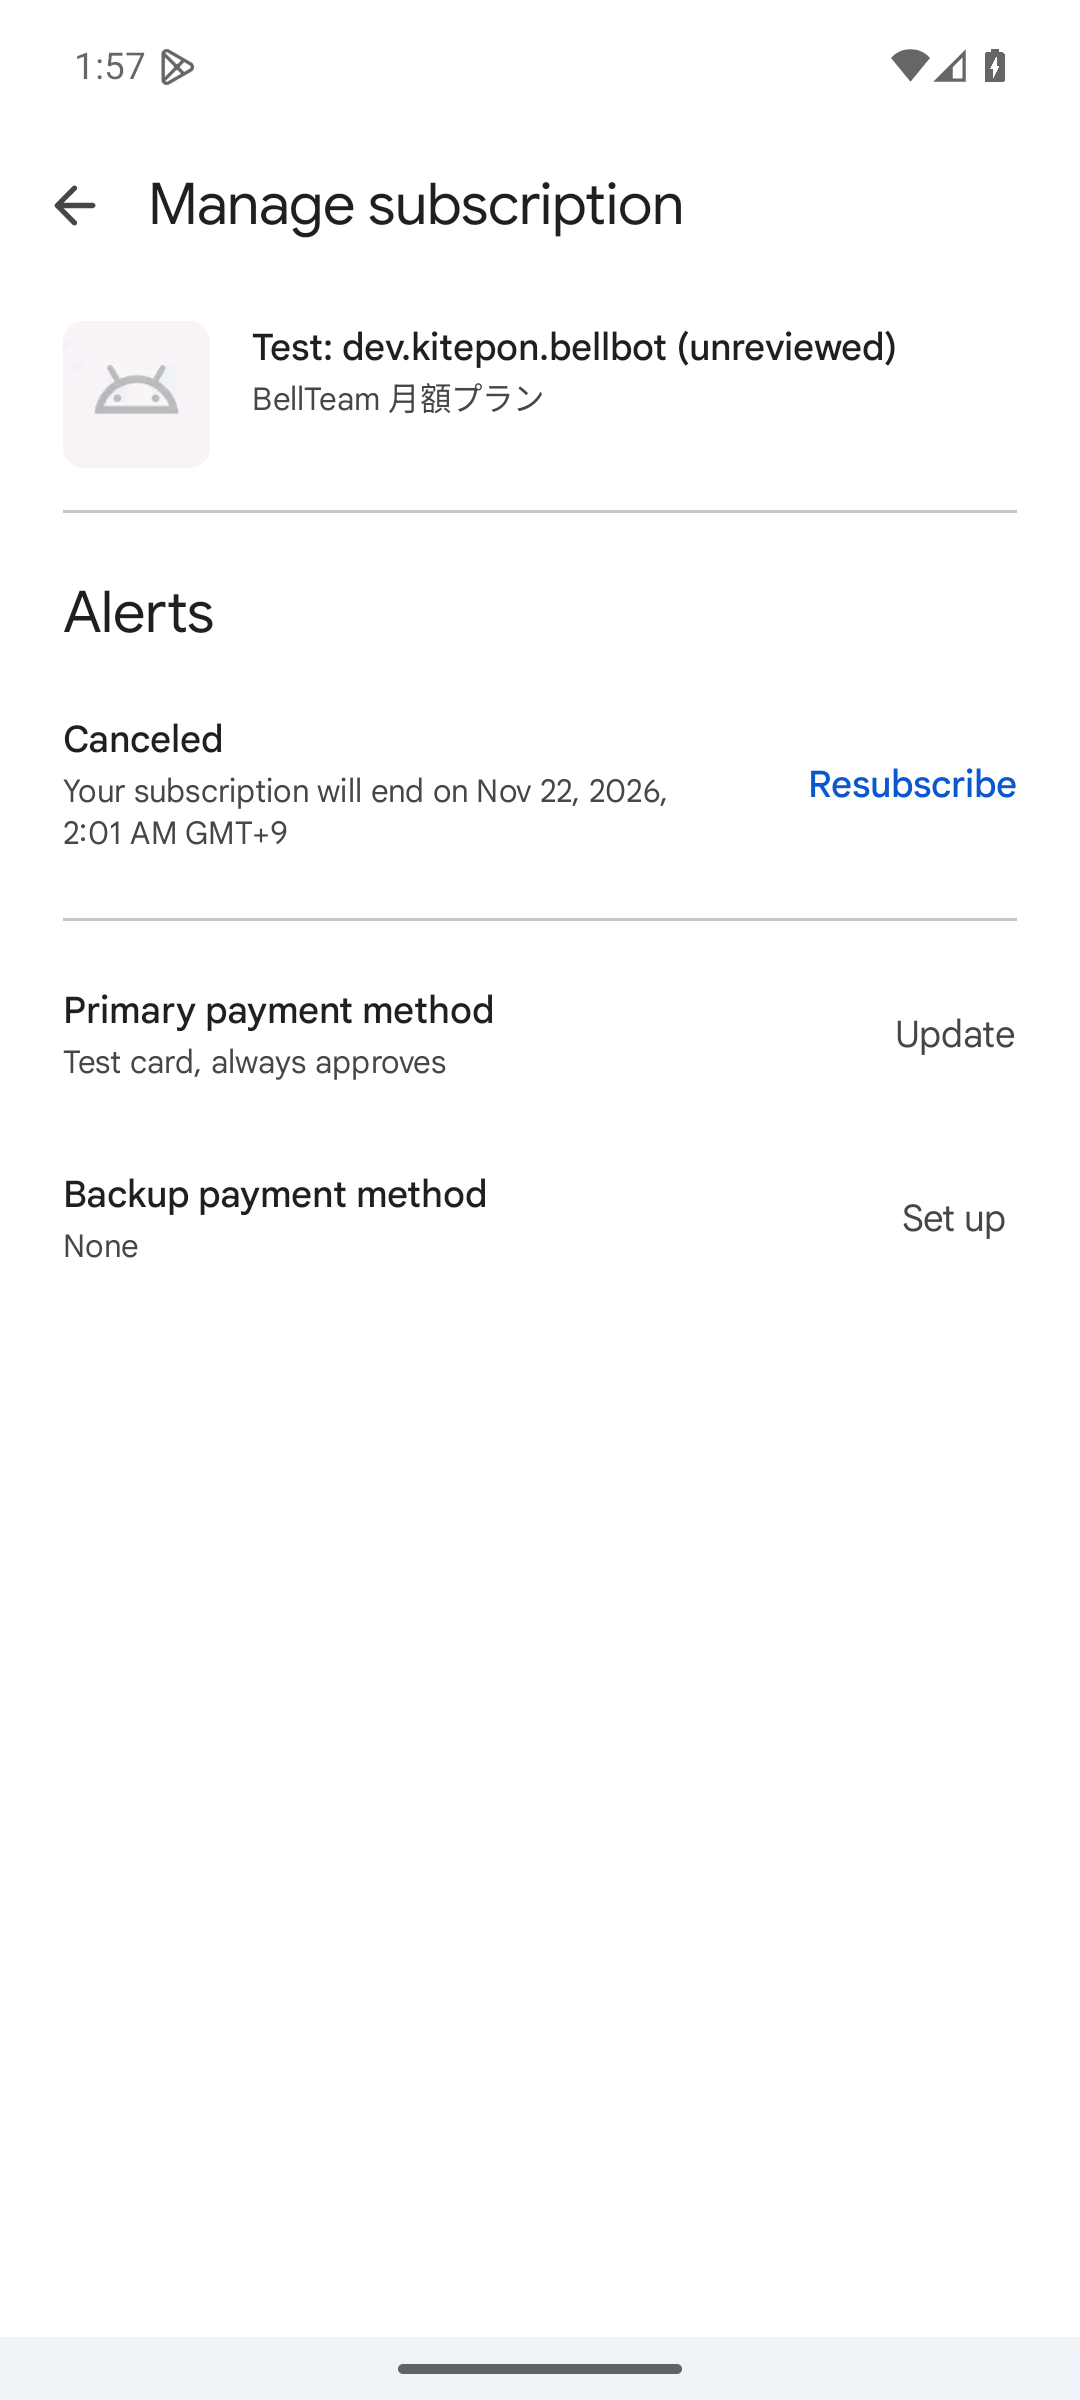 1:57
Manage subscription
Test: dev.kitepon.bellbot (unreviewed)
BellTeam 月額プラン
Alerts
Canceled
Your subscription will end on Nov 22, 2026,
2:01 AM GMT+9
Resubscribe
Primary payment method
Test card, always approves
Update
Backup payment method
None
Set up